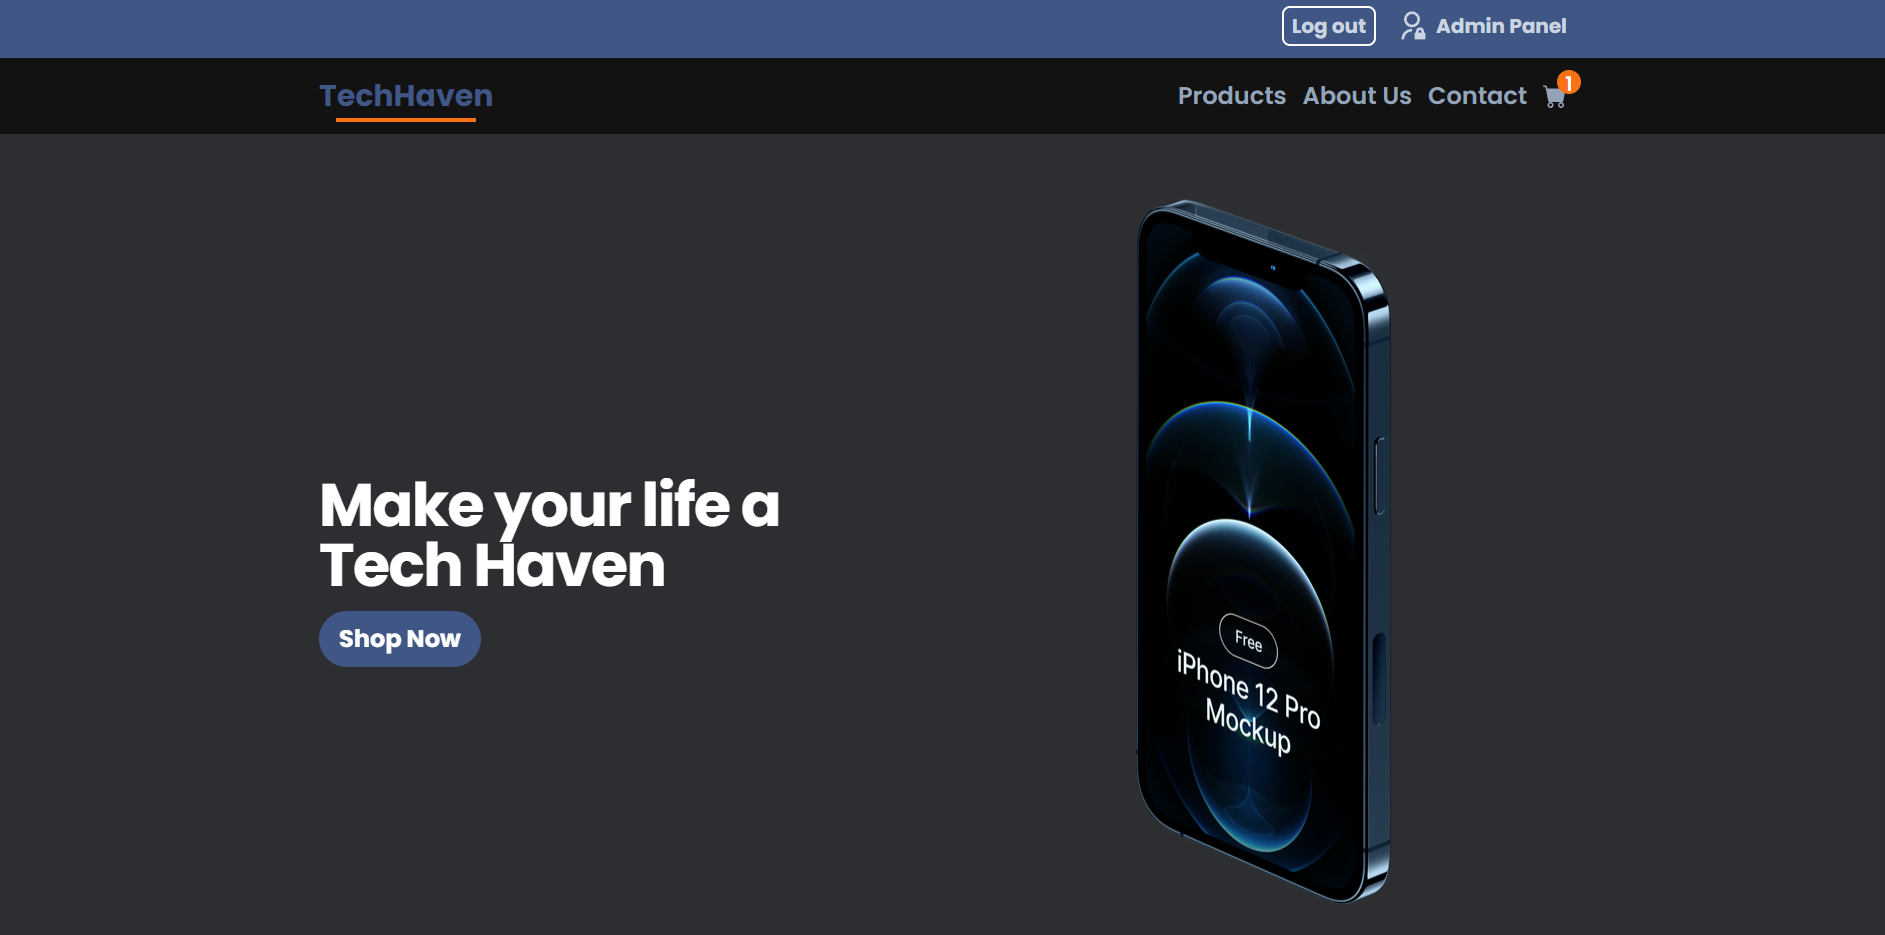 Log out
Admin Panel
TechHaven
Products
About Us
Contact
1
Make your life a
Tech Haven
Shop Now
Free
iPhone 12 Pro
Mockup